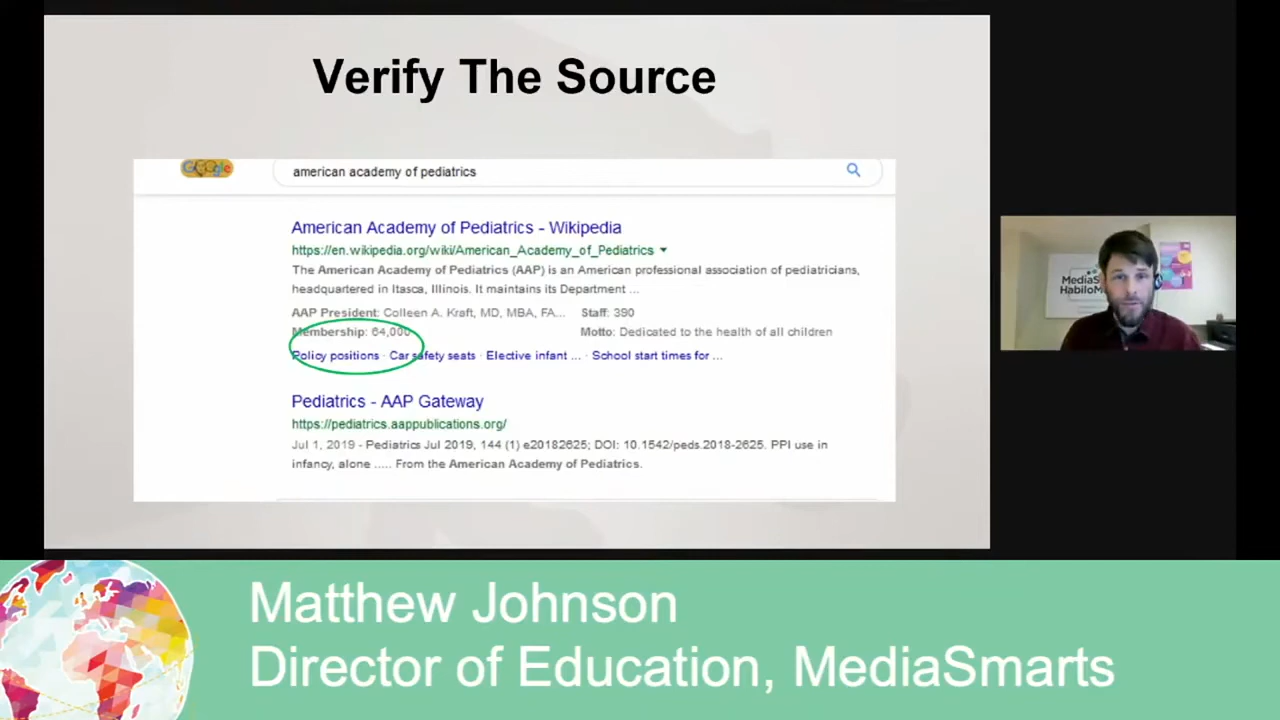 Verify The Source
Google
american academy of pediatrics
American Academy of Pediatrics - Wikipedia
https://en.wikipedia.org/wiki/American_Academy_of_Pediatrics
The American Academy of Pediatrics (AAP) is an American professional association of pediatricians,
headquartered in Itasca, Illinois. It maintains its Department ...
AAP President: Colleen A. Kraft, MD, MBA, FA... Staff: 390
Membership: 64,000 Motto: Dedicated to the health of all children
Policy positions · Car safety seats · Elective infant ... · School start times for ...
Pediatrics - AAP Gateway
https://pediatrics.aappublications.org/
Jul 1, 2019 - Pediatrics Jul 2019, 144 (1) e20182625; DOI: 10.1542/peds.2018-2625. PPI use in
infancy, alone ..... From the American Academy of Pediatrics.
Matthew Johnson
Director of Education, MediaSmarts